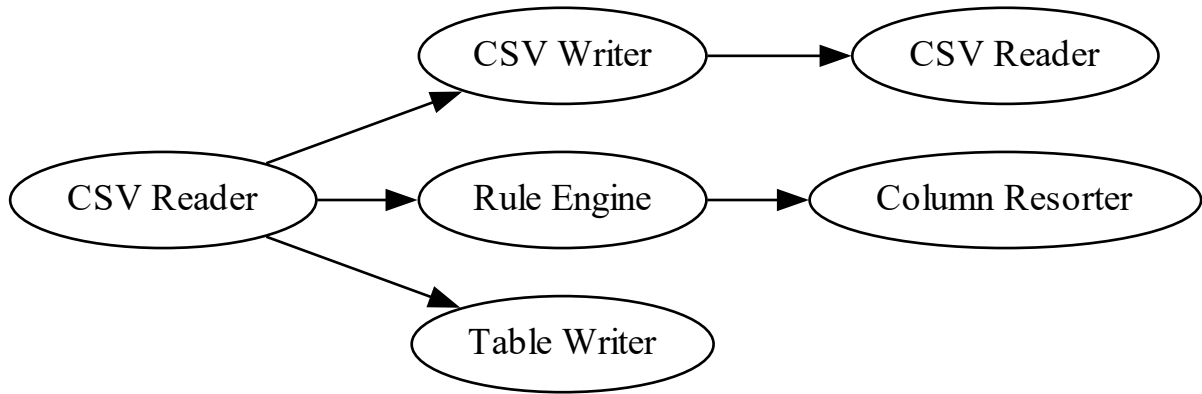 CSV Writer
CSV Reader
CSV Reader
Rule Engine
Column Resorter
Table Writer